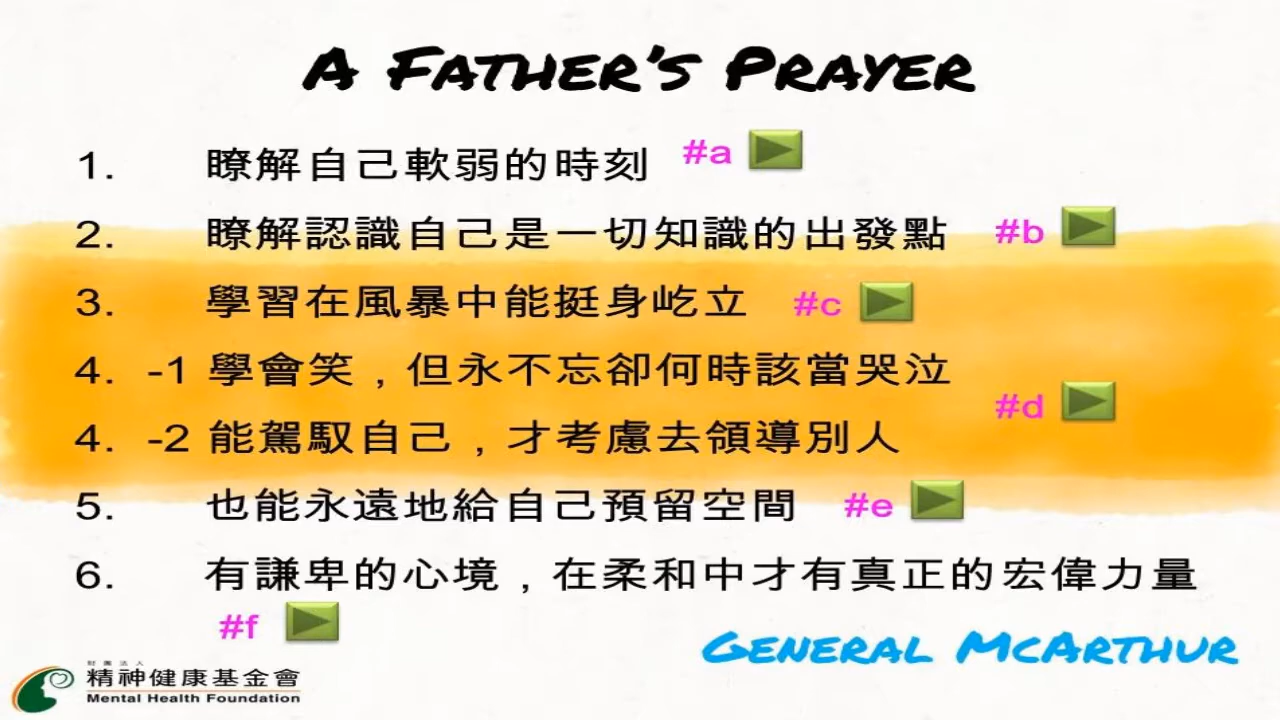 A FATHER'S PRAYER
1. 瞭解自己軟弱的時刻 #a
2. 瞭解認識自己是一切知識的出發點 #b
3. 學習在風暴中能挺身屹立 #c
4. -1 學會笑，但永不忘卻何時該當哭泣
#d
4. -2 能駕馭自己，才考慮去領導別人
5. 也能永遠地給自己預留空間 #e
6. 有謙卑的心境，在柔和中才有真正的宏偉力量
#f
GENERAL MCARTHUR
財團法人
精神健康基金會
Mental Health Foundation